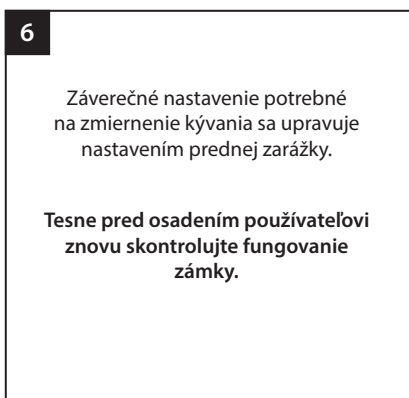 6
Záverečné nastavenie potrebné
na zmiernenie kývania sa upravuje
nastavením prednej zarážky.
Tesne pred osadením používateľovi
znovu skontrolujte fungovanie
zámky.